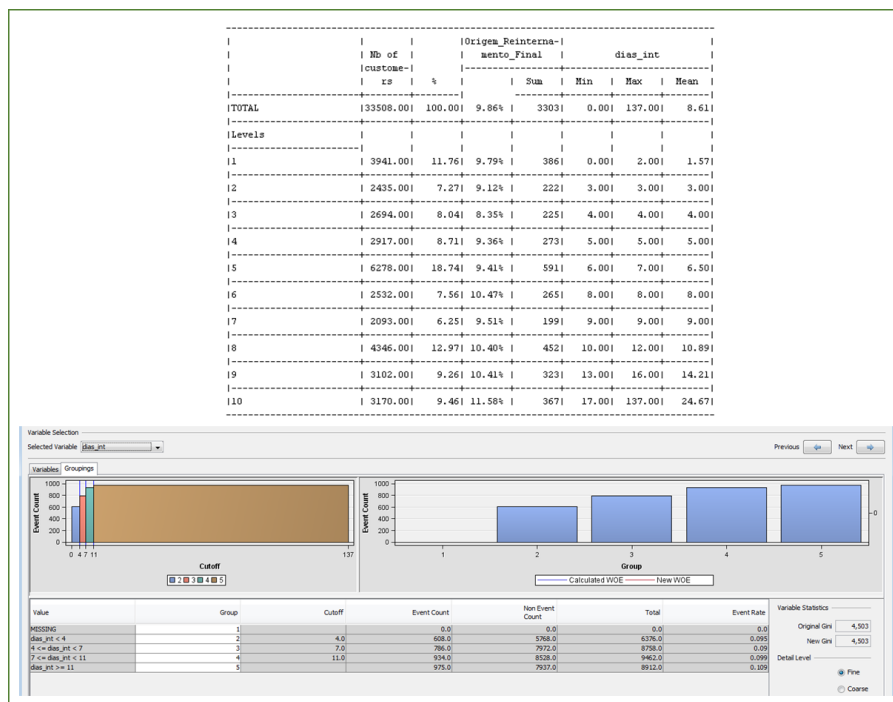 |Origem_Reinterna-|
| Nb of | | mento_Final | dias_int |
|custome-|
| rs | % | | Sum | Min | Max | Mean |
|TOTAL |33508.00| 100.00| 9.86% | 3303| 0.00| 137.00| 8.61|
|Levels
|1 | 3941.00| 11.76| 9.79% | 386| 0.00| 2.00| 1.57|
|2 | 2435.00| 7.27| 9.12% | 222| 3.00| 3.00| 3.00|
|3 | 2694.00| 8.04| 8.35% | 225| 4.00| 4.00| 4.00|
|4 | 2917.00| 8.71| 9.36% | 273| 5.00| 5.00| 5.00|
|5 | 6278.00| 18.74| 9.41% | 591| 6.00| 7.00| 6.50|
|6 | 2532.00| 7.56| 10.47% | 265| 8.00| 8.00| 8.00|
|7 | 2093.00| 6.25| 9.51% | 199| 9.00| 9.00| 9.00|
|8 | 4346.00| 12.97| 10.40% | 452| 10.00| 12.00| 10.89|
|9 | 3102.00| 9.26| 10.41% | 323| 13.00| 16.00| 14.21|
|10 | 3170.00| 9.46| 11.58% | 367| 17.00| 137.00| 24.67|
Variable Selection
Selected Variable dias_int Previous Next
Variables Groupings
Event Count
1000
800
600
400
200
0
0 4 7 11 137
Cutoff
2 3 4 5
Event Count
1000
800
600
400
200
0
0
1 2 3 4 5
Group
Calculated WOE New WOE
Value Group Cutoff Event Count Non Event Count Total Event Rate
MISSING 1 0.0 0.0 0.0 0.0
dias_int < 4 2 4.0 608.0 5768.0 6376.0 0.095
4 <= dias_int < 7 3 7.0 786.0 7972.0 8758.0 0.09
7 <= dias_int < 11 4 11.0 934.0 8528.0 9462.0 0.099
dias_int >= 11 5 975.0 7937.0 8912.0 0.109
Variable Statistics
Original Gini 4,503
New Gini 4,503
Detail Level
Fine
Coarse